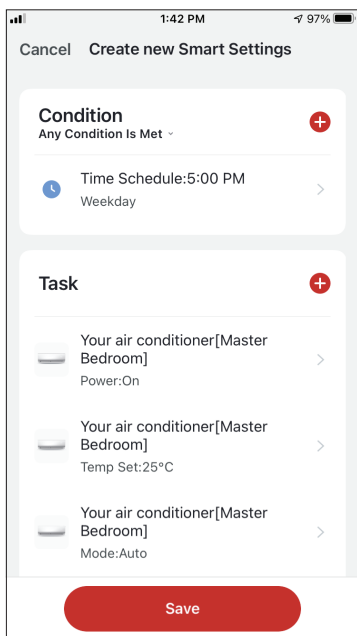 1:42 PM
97%
Cancel Create new Smart Settings
Condition
Any Condition Is Met
Time Schedule:5:00 PM
Weekday
Task
Your air conditioner[Master
Bedroom]
Power:On
Your air conditioner[Master
Bedroom]
Temp Set:25°C
Your air conditioner[Master
Bedroom]
Mode:Auto
Save